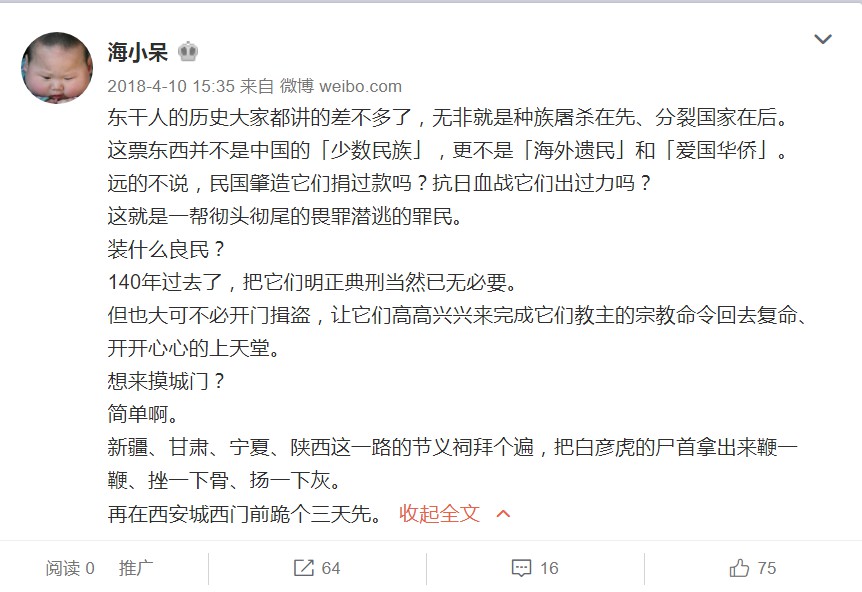 海小呆
2018-4-10 15:35 来自 微博 weibo.com
东干人的历史大家都讲的差不多了，无非就是种族屠杀在先、分裂国家在后。
这票东西并不是中国的「少数民族」，更不是「海外遗民」和「爱国华侨」。
远的不说，民国肇造它们捐过款吗？抗日血战它们出过力吗？
这就是一帮彻头彻尾的畏罪潜逃的罪民。
装什么良民？
140年过去了，把它们明正典刑当然已无必要。
但也大可不必开门揖盗，让它们高高兴兴来完成它们教主的宗教命令回去复命、
开开心心的上天堂。
想来摸城门？
简单啊。
新疆、甘肃、宁夏、陕西这一路的节义祠拜个遍，把白彦虎的尸首拿出来鞭一
鞭、挫一下骨、扬一下灰。
再在西安城西门前跪个三天先。 收起全文
阅读 0 推广 64 16 75